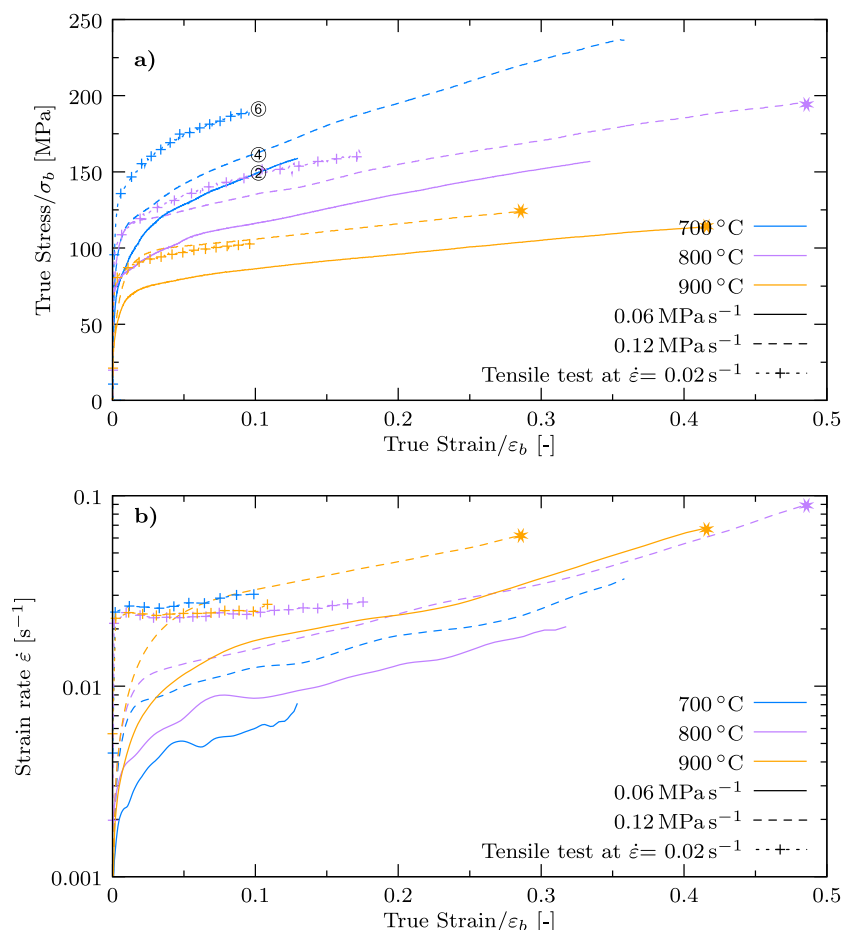 250
a)
200
150
100
50
0
True Stress/σ_b [MPa]
⑥
④
②
700 °C
800 °C
900 °C
0.06 MPa s⁻¹
0.12 MPa s⁻¹
Tensile test at ε̇= 0.02 s⁻¹
0 0.1 0.2 0.3 0.4 0.5
True Strain/ε_b [-]
0.1
b)
0.01
0.001
Strain rate ε̇ [s⁻¹]
700 °C
800 °C
900 °C
0.06 MPa s⁻¹
0.12 MPa s⁻¹
Tensile test at ε̇= 0.02 s⁻¹
0 0.1 0.2 0.3 0.4 0.5
True Strain/ε_b [-]